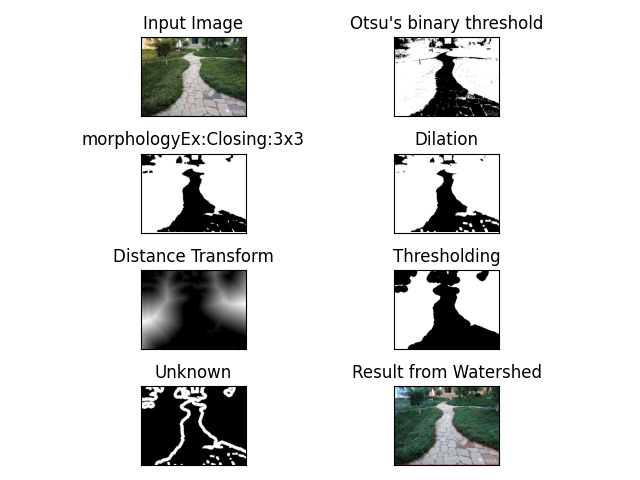 Input Image
Otsu's binary threshold
morphologyEx:Closing:3x3
Dilation
Distance Transform
Thresholding
Unknown
Result from Watershed